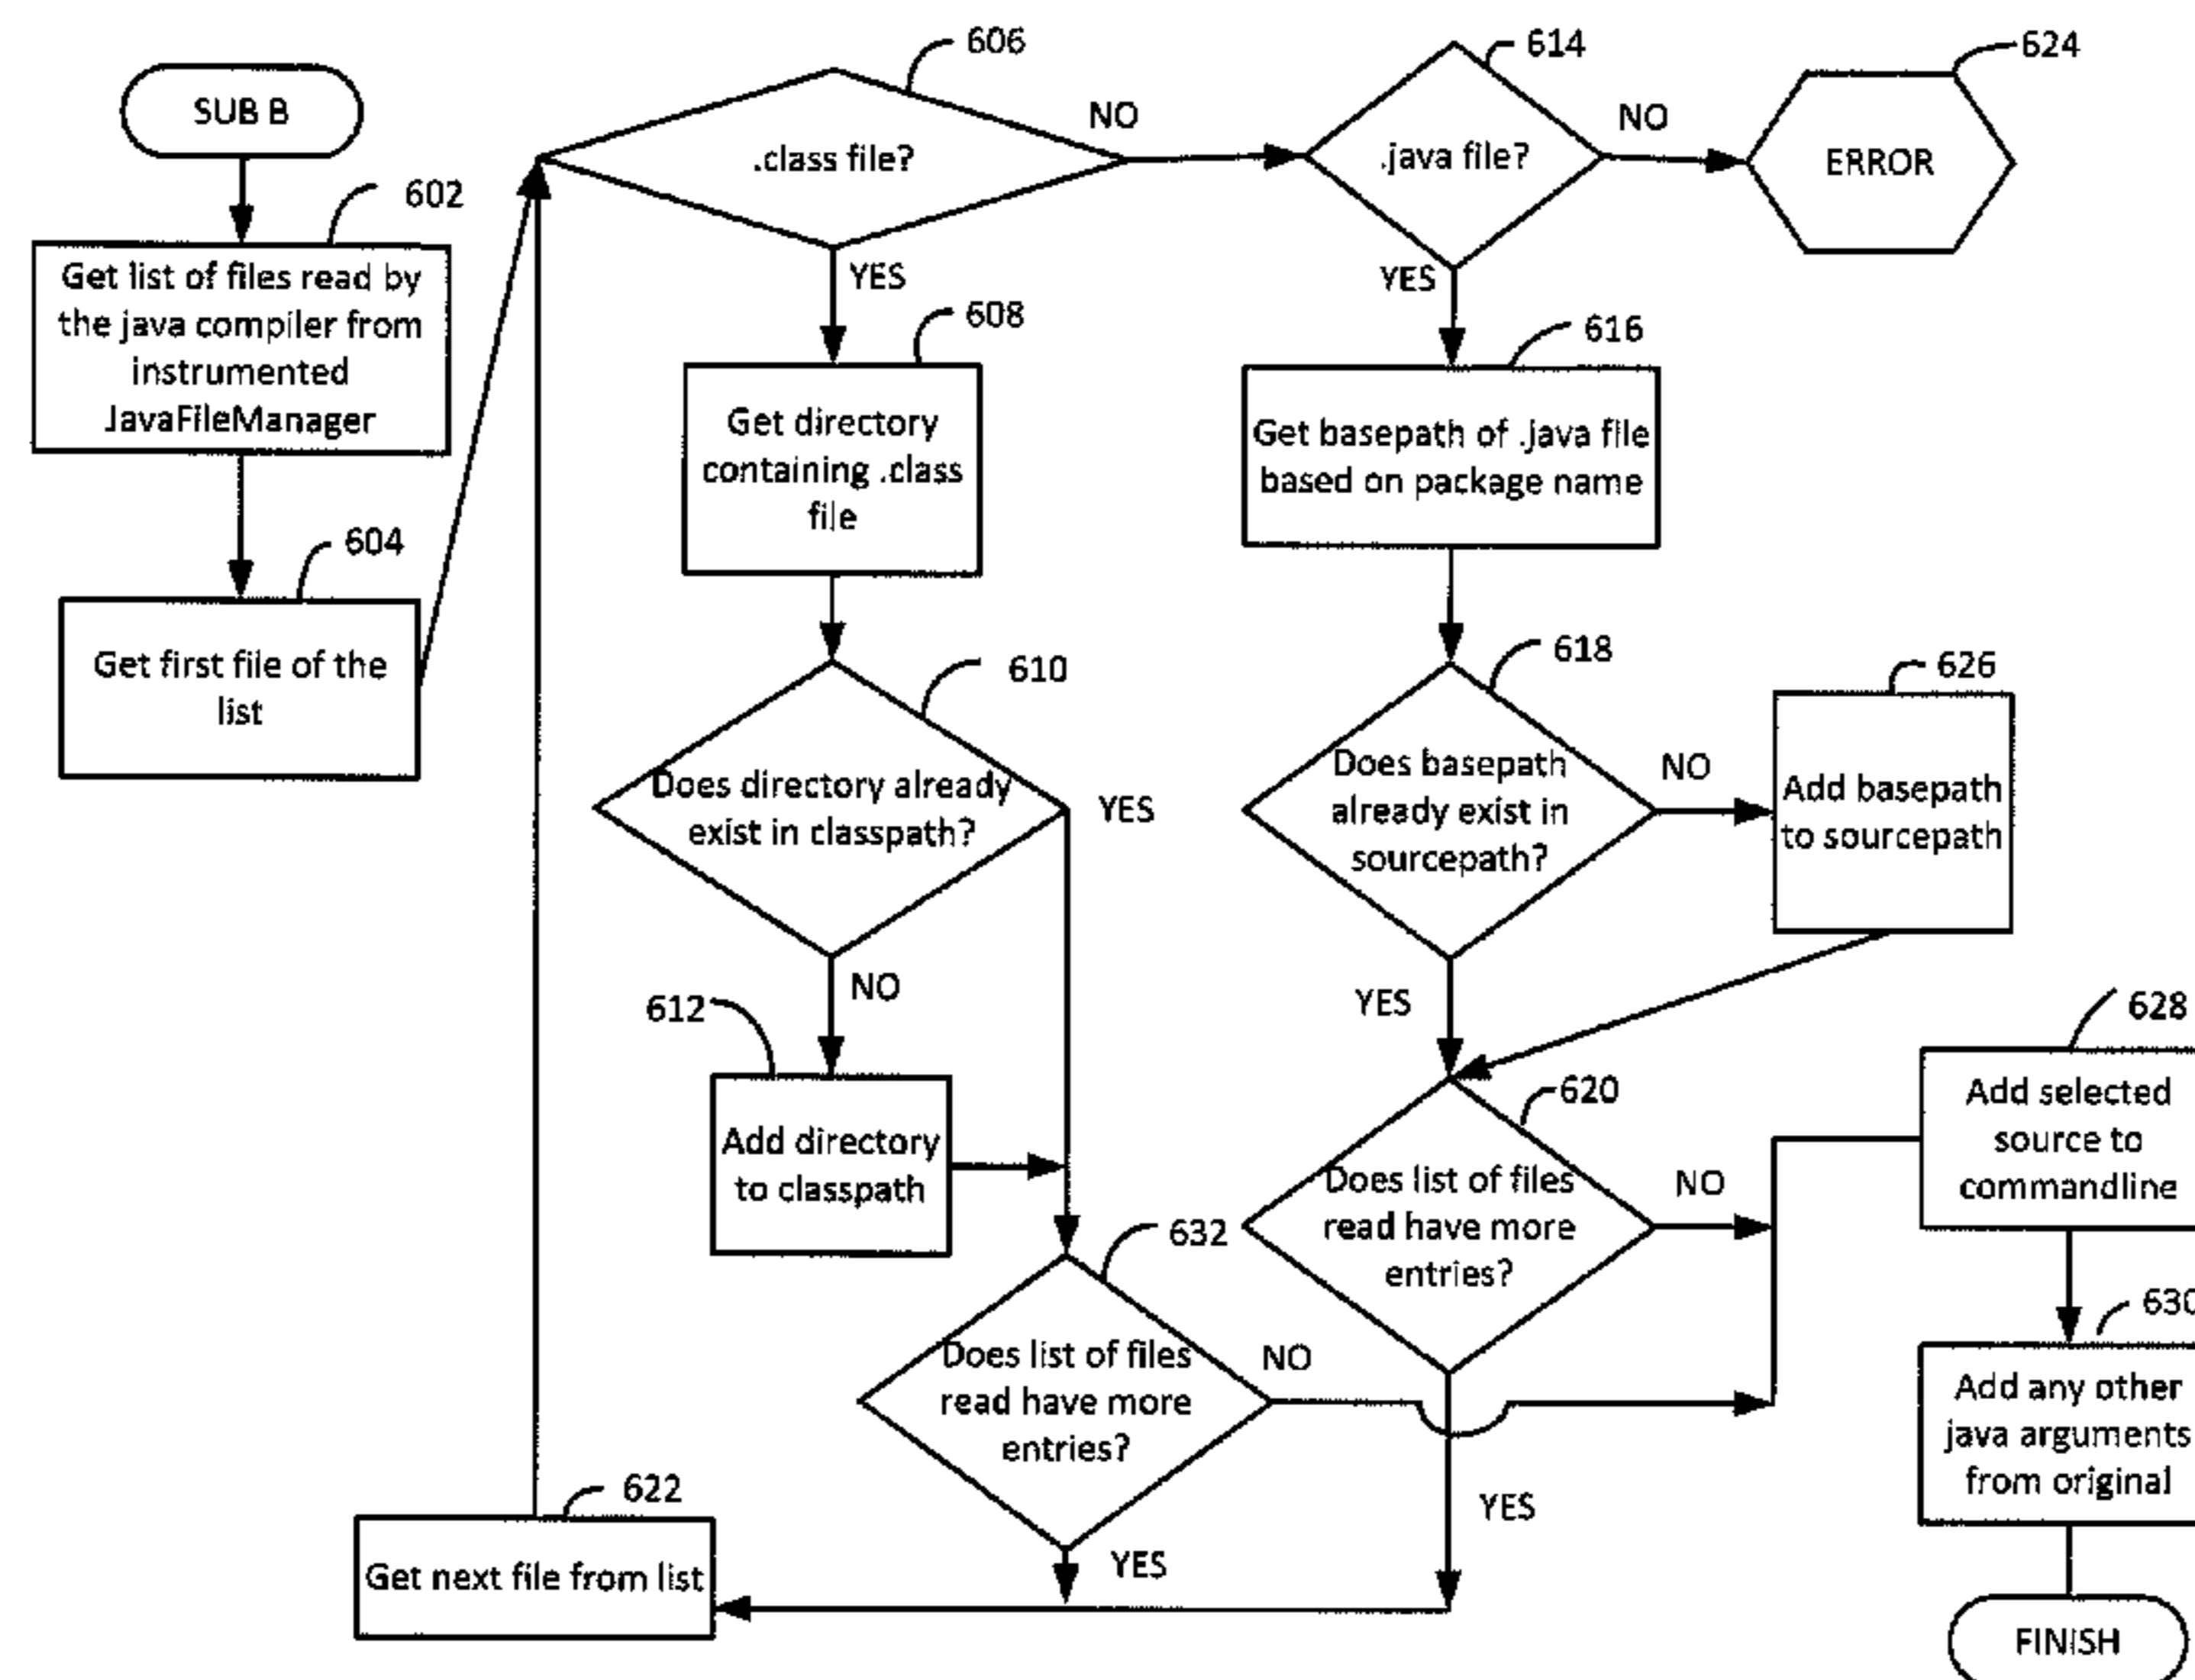 SUB B
602
Get list of files read by
the java compiler from
instrumented
JavaFileManager
604
Get first file of the
list
606
.class file?
NO
YES
608
Get directory
containing .class
file
610
Does directory already
exist in classpath?
YES
NO
612
Add directory
to classpath
632
Does list of files
read have more
entries?
NO
YES
622
Get next file from list
614
.java file?
NO
YES
624
ERROR
616
Get basepath of .java file
based on package name
618
Does basepath
already exist in
sourcepath?
NO
YES
626
Add basepath
to sourcepath
620
Does list of files
read have more
entries?
NO
YES
628
Add selected
source to
commandline
630
Add any other
java arguments
from original
FINISH